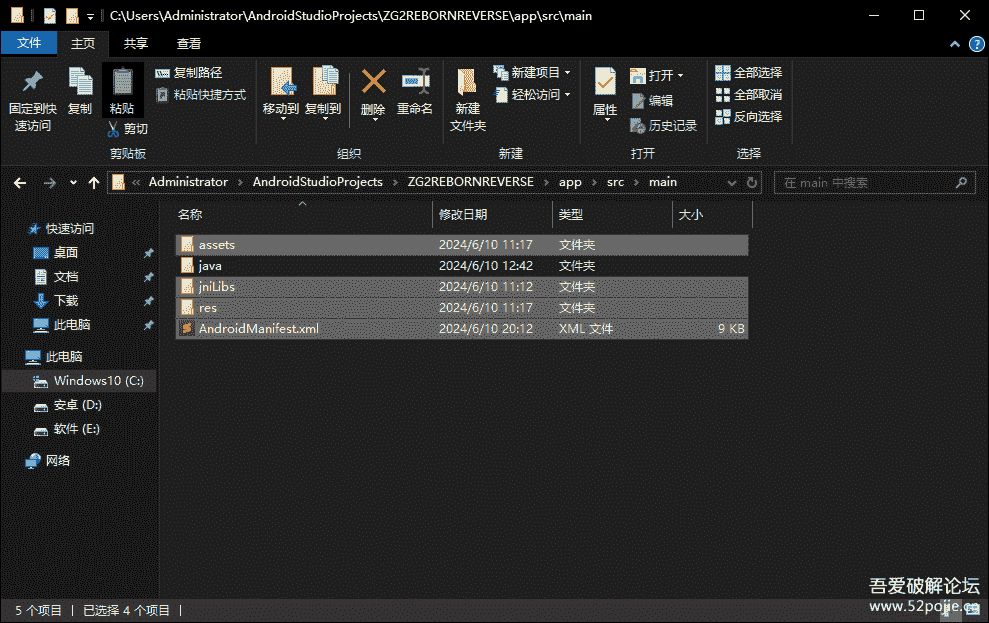 C:\Users\Administrator\AndroidStudioProjects\ZG2REBORNREVERSE\app\src\main
文件 主页 共享 查看
固定到快速访问
复制
粘贴
复制路径
粘贴快捷方式
剪切
剪贴板
移动到 复制到 删除 重命名
组织
新建
文件夹
新建项目
轻松访问
新建
属性
打开
编辑
历史记录
打开
全部选择
全部取消
反向选择
选择
« Administrator › AndroidStudioProjects › ZG2REBORNREVERSE › app › src › main
在 main 中搜索
快速访问
桌面
文档
下载
此电脑
此电脑
Windows10 (C:)
安卓 (D:)
软件 (E:)
网络
名称 修改日期 类型 大小
assets 2024/6/10 11:17 文件夹
java 2024/6/10 12:42 文件夹
jniLibs 2024/6/10 11:12 文件夹
res 2024/6/10 11:17 文件夹
AndroidManifest.xml 2024/6/10 20:12 XML 文件 9 KB
5 个项目 已选择 4 个项目
吾爱破解论坛
www.52pojie.cn